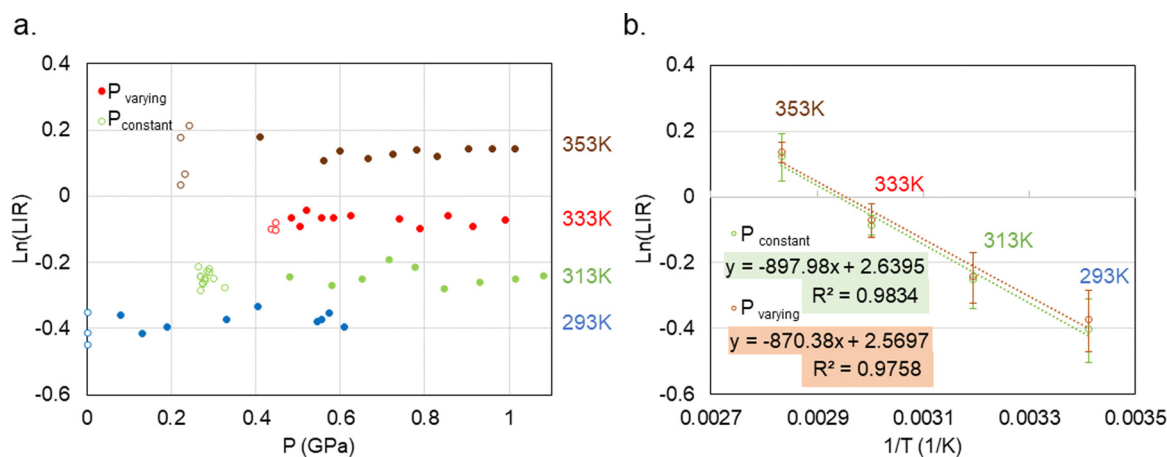 a.
Ln(LIR)
0.4
0.2
0
-0.2
-0.4
-0.6
P varying
Pconstant
353K
333K
313K
293K
0 0.2 0.4 0.6 0.8 1
P (GPa)
b.
Ln(LIR)
0.4
0.2
0.0
-0.2
-0.4
-0.6
353K
333K
313K
293K
P constant
y = -897.98x + 2.6395
R² = 0.9834
P varying
y = -870.38x + 2.5697
R² = 0.9758
0.0027 0.0029 0.0031 0.0033 0.0035
1/T (1/K)